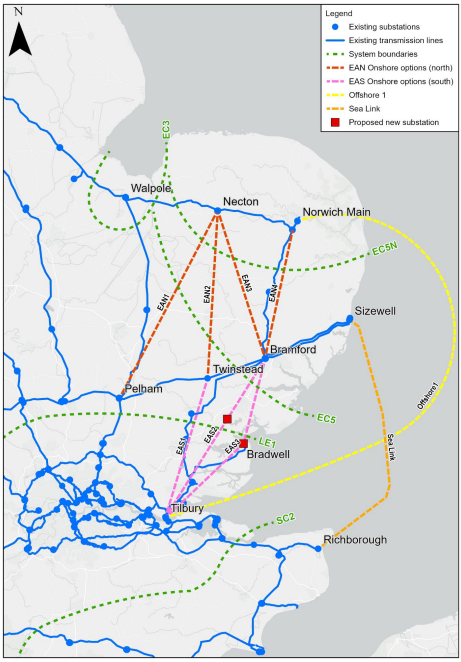 N
Legend
Existing substations
Existing transmission lines
System boundaries
EAN Onshore options (north)
EAS Onshore options (south)
Offshore 1
Sea Link
Proposed new substation
EC3
Walpole
Necton
Norwich Main
EC5N
EAN1
EAN2
EAN3
EAN4
Sizewell
Bramford
Twinstead
Pelham
Offshore1
EC5
EAS1
EAS2
EAS3
LE1
Bradwell
Sea Link
Tilbury
SC2
Richborough